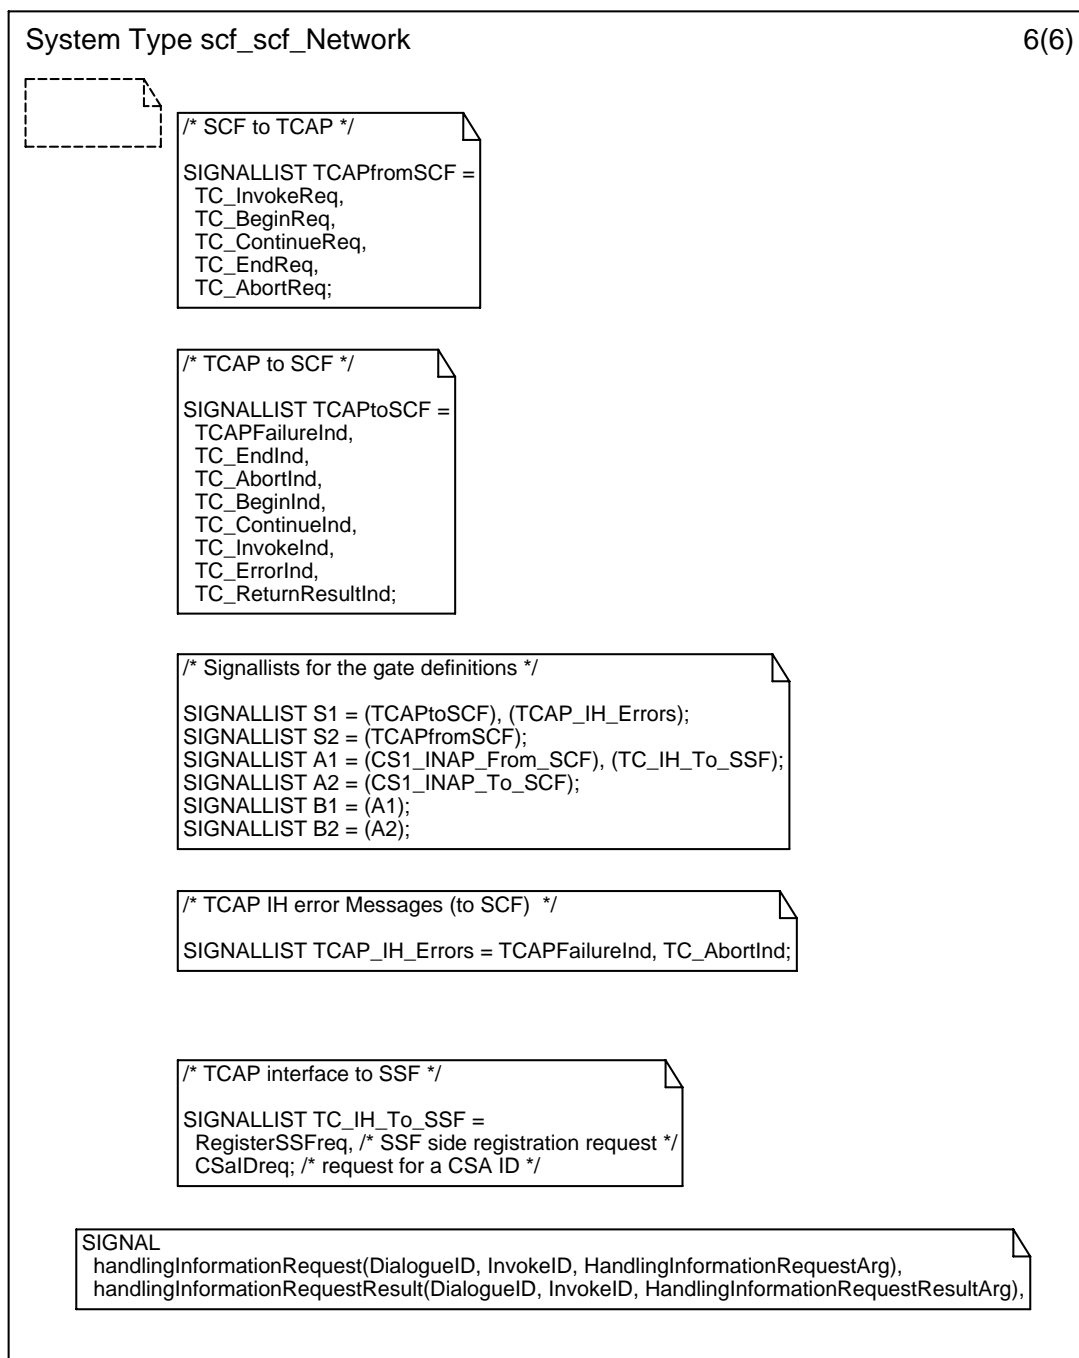 System Type scf_scf_Network 6(6)
/* SCF to TCAP */
SIGNALLIST TCAPfromSCF =
TC_InvokeReq,
TC_BeginReq,
TC_ContinueReq,
TC_EndReq,
TC_AbortReq;
/* TCAP to SCF */
SIGNALLIST TCAPtoSCF =
TCAPFailureInd,
TC_EndInd,
TC_AbortInd,
TC_BeginInd,
TC_ContinueInd,
TC_InvokeInd,
TC_ErrorInd,
TC_ReturnResultInd;
/* Signallists for the gate definitions */
SIGNALLIST S1 = (TCAPtoSCF), (TCAP_IH_Errors);
SIGNALLIST S2 = (TCAPfromSCF);
SIGNALLIST A1 = (CS1_INAP_From_SCF), (TC_IH_To_SSF);
SIGNALLIST A2 = (CS1_INAP_To_SCF);
SIGNALLIST B1 = (A1);
SIGNALLIST B2 = (A2);
/* TCAP IH error Messages (to SCF)  */
SIGNALLIST TCAP_IH_Errors = TCAPFailureInd, TC_AbortInd;
/* TCAP interface to SSF */
SIGNALLIST TC_IH_To_SSF =
RegisterSSFreq, /* SSF side registration request */
CSaIDreq; /* request for a CSA ID */
SIGNAL
handlingInformationRequest(DialogueID, InvokeID, HandlingInformationRequestArg),
handlingInformationRequestResult(DialogueID, InvokeID, HandlingInformationRequestResultArg),